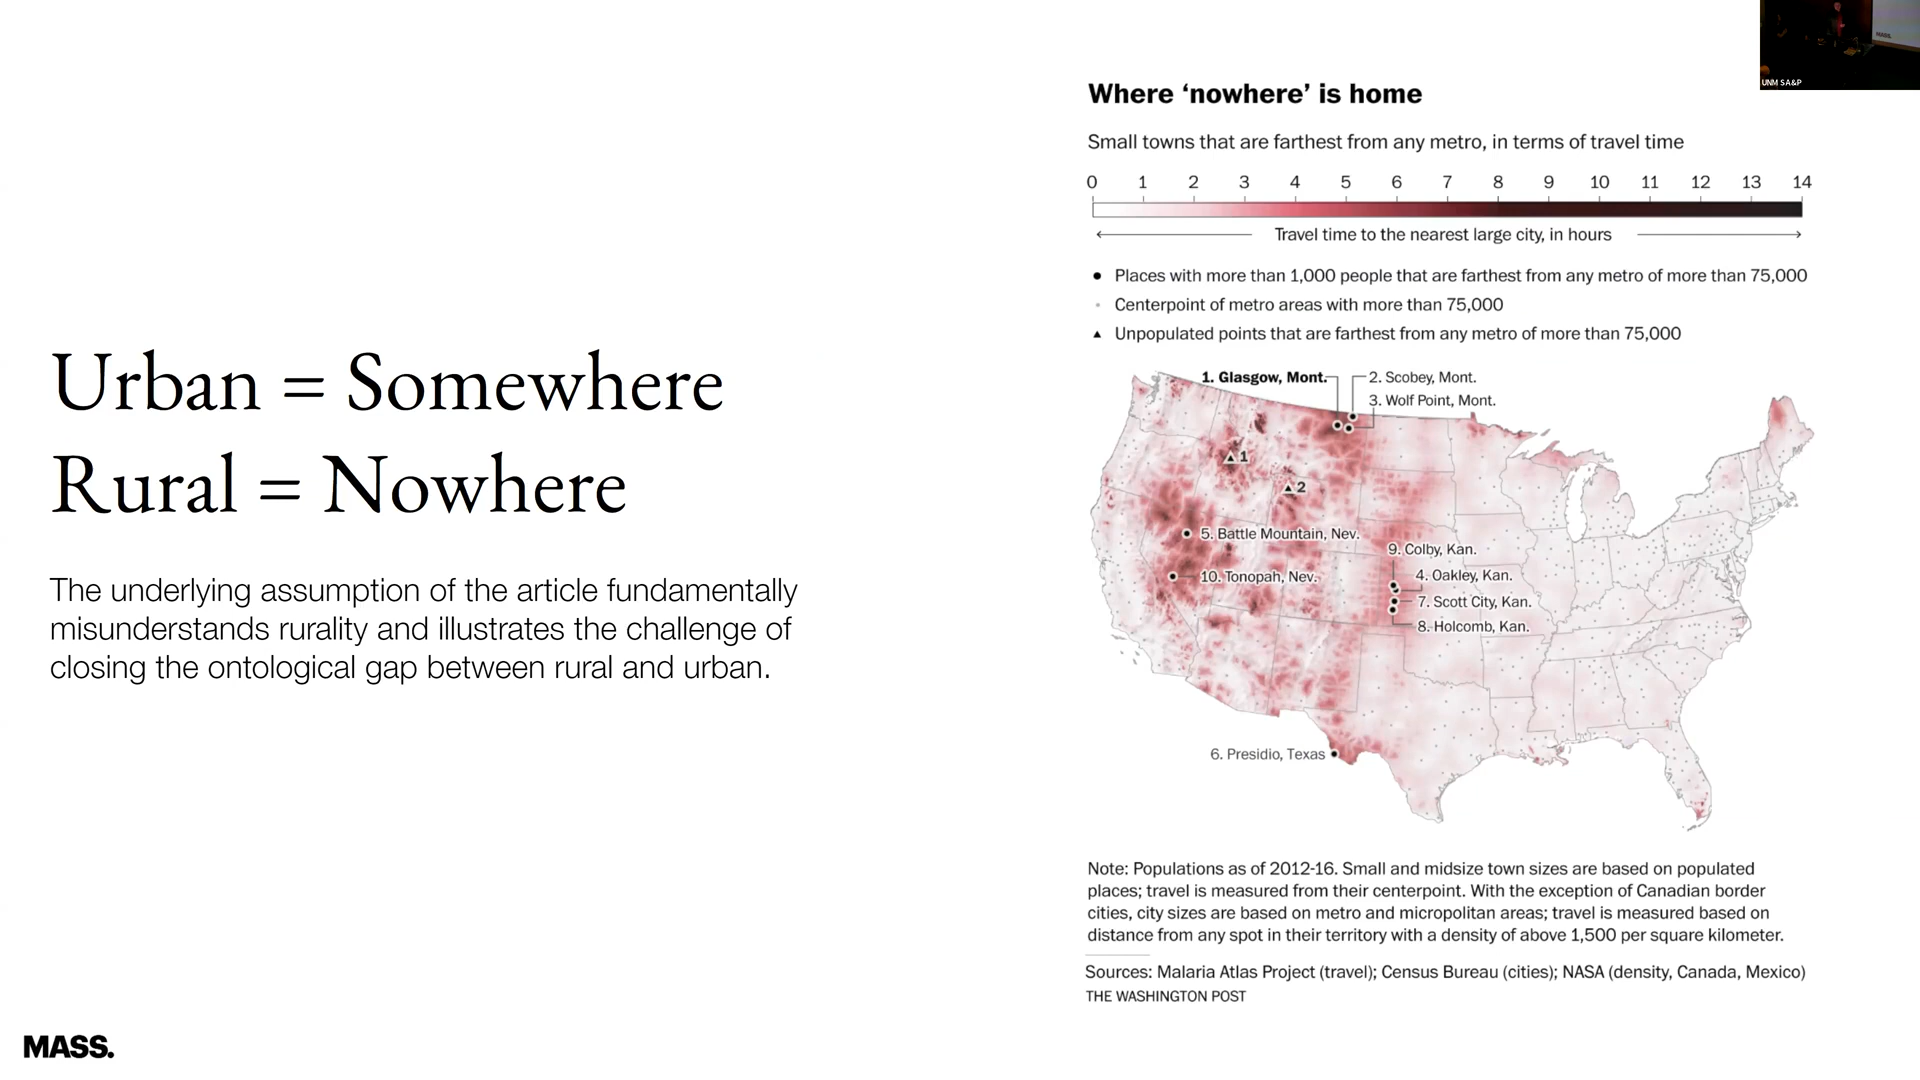 UNM SA&P
Urban = Somewhere
Rural = Nowhere
The underlying assumption of the article fundamentally
misunderstands rurality and illustrates the challenge of
closing the ontological gap between rural and urban.
MASS.
Where ‘nowhere’ is home
Small towns that are farthest from any metro, in terms of travel time
0 1 2 3 4 5 6 7 8 9 10 11 12 13 14
Travel time to the nearest large city, in hours
Places with more than 1,000 people that are farthest from any metro of more than 75,000
Centerpoint of metro areas with more than 75,000
Unpopulated points that are farthest from any metro of more than 75,000
1. Glasgow, Mont.
2. Scobey, Mont.
3. Wolf Point, Mont.
1
2
5. Battle Mountain, Nev.
9. Colby, Kan.
10. Tonopah, Nev.
4. Oakley, Kan.
7. Scott City, Kan.
8. Holcomb, Kan.
6. Presidio, Texas
Note: Populations as of 2012-16. Small and midsize town sizes are based on populated
places; travel is measured from their centerpoint. With the exception of Canadian border
cities, city sizes are based on metro and micropolitan areas; travel is measured based on
distance from any spot in their territory with a density of above 1,500 per square kilometer.
Sources: Malaria Atlas Project (travel); Census Bureau (cities); NASA (density, Canada, Mexico)
THE WASHINGTON POST